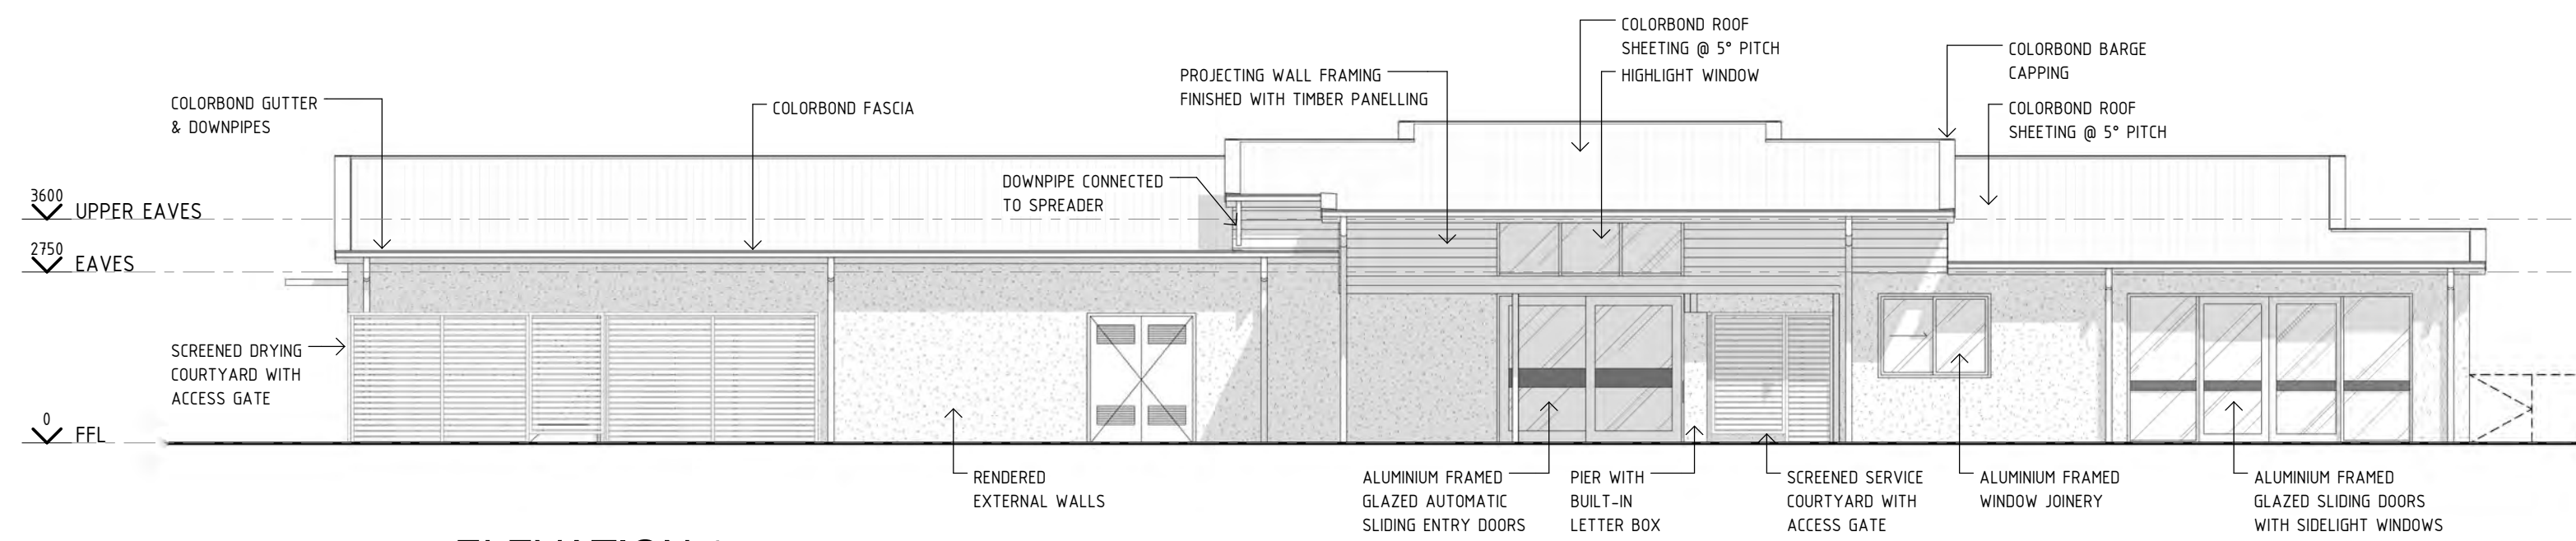 COLORBOND ROOF
SHEETING @ 5° PITCH
HIGHLIGHT WINDOW
COLORBOND BARGE
CAPPING
PROJECTING WALL FRAMING
FINISHED WITH TIMBER PANELLING
COLORBOND GUTTER
& DOWNPIPES
COLORBOND FASCIA
COLORBOND ROOF
SHEETING @ 5° PITCH
DOWNPIPE CONNECTED
TO SPREADER
3600
UPPER EAVES
2750
EAVES
SCREENED DRYING
COURTYARD WITH
ACCESS GATE
0
FFL
RENDERED
EXTERNAL WALLS
ALUMINIUM FRAMED
GLAZED AUTOMATIC
SLIDING ENTRY DOORS
PIER WITH
BUILT-IN
LETTER BOX
SCREENED SERVICE
COURTYARD WITH
ACCESS GATE
ALUMINIUM FRAMED
WINDOW JOINERY
ALUMINIUM FRAMED
GLAZED SLIDING DOORS
WITH SIDELIGHT WINDOWS
ELEVATION